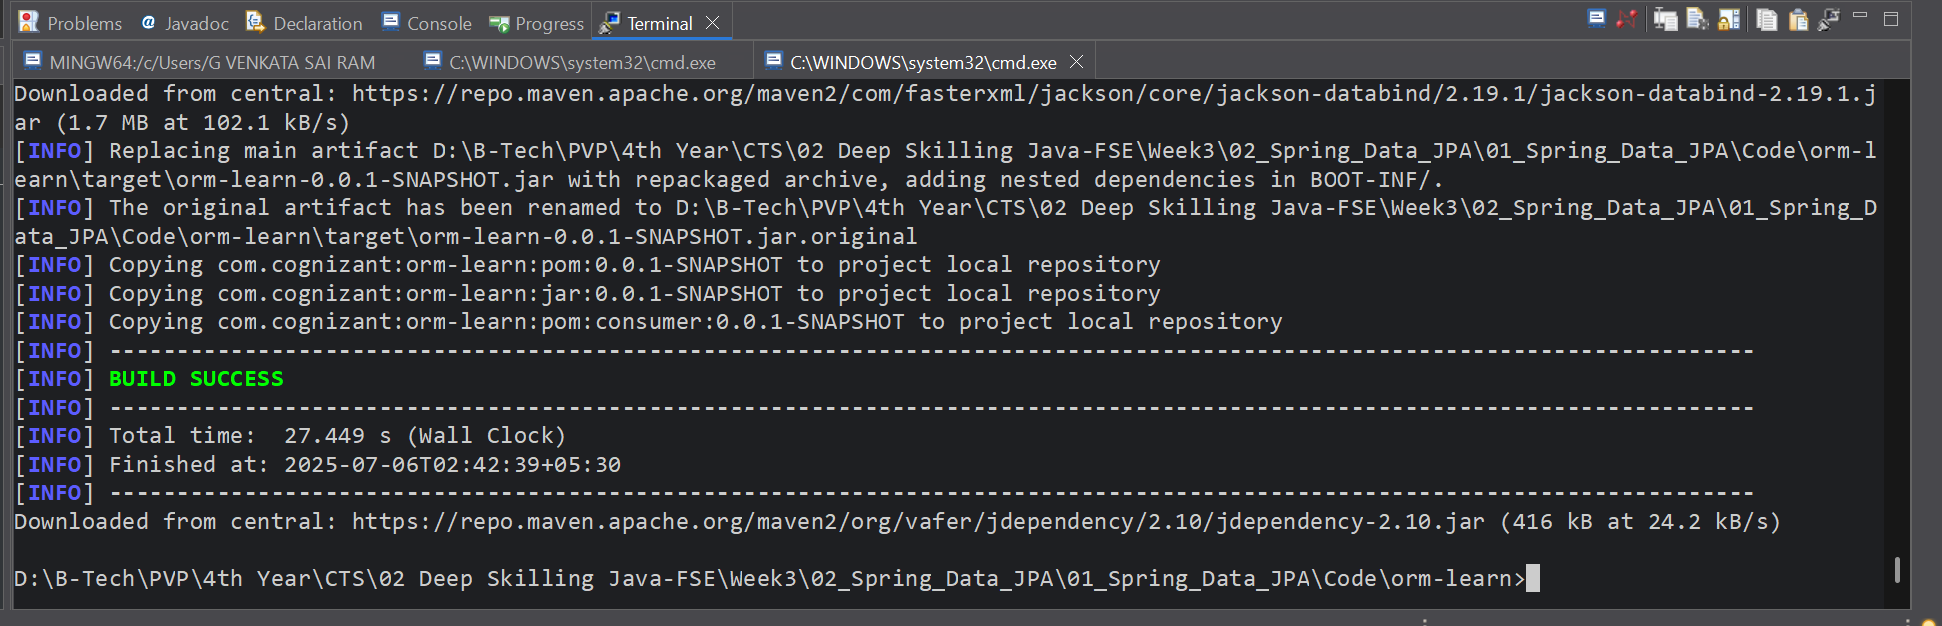 Problems Javadoc Declaration Console Progress Terminal
MINGW64:/c/Users/G VENKATA SAI RAM C:\WINDOWS\system32\cmd.exe C:\WINDOWS\system32\cmd.exe
Downloaded from central: https://repo.maven.apache.org/maven2/com/fasterxml/jackson/core/jackson-databind/2.19.1/jackson-databind-2.19.1.j
ar (1.7 MB at 102.1 kB/s)
[INFO] Replacing main artifact D:\B-Tech\PVP\4th Year\CTS\02 Deep Skilling Java-FSE\Week3\02_Spring_Data_JPA\01_Spring_Data_JPA\Code\orm-l
earn\target\orm-learn-0.0.1-SNAPSHOT.jar with repackaged archive, adding nested dependencies in BOOT-INF/.
[INFO] The original artifact has been renamed to D:\B-Tech\PVP\4th Year\CTS\02 Deep Skilling Java-FSE\Week3\02_Spring_Data_JPA\01_Spring_D
ata_JPA\Code\orm-learn\target\orm-learn-0.0.1-SNAPSHOT.jar.original
[INFO] Copying com.cognizant:orm-learn:pom:0.0.1-SNAPSHOT to project local repository
[INFO] Copying com.cognizant:orm-learn:jar:0.0.1-SNAPSHOT to project local repository
[INFO] Copying com.cognizant:orm-learn:pom:consumer:0.0.1-SNAPSHOT to project local repository
[INFO] --------------------------------------------------------------------------------------------------------------------------
[INFO] BUILD SUCCESS
[INFO] --------------------------------------------------------------------------------------------------------------------------
[INFO] Total time:  27.449 s (Wall Clock)
[INFO] Finished at: 2025-07-06T02:42:39+05:30
[INFO] --------------------------------------------------------------------------------------------------------------------------
Downloaded from central: https://repo.maven.apache.org/maven2/org/vafer/jdependency/2.10/jdependency-2.10.jar (416 kB at 24.2 kB/s)
D:\B-Tech\PVP\4th Year\CTS\02 Deep Skilling Java-FSE\Week3\02_Spring_Data_JPA\01_Spring_Data_JPA\Code\orm-learn>